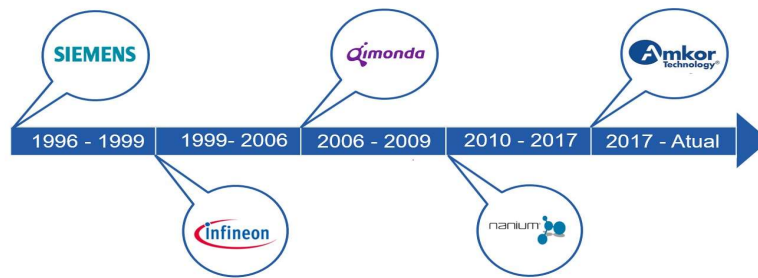 SIEMENS
Qimonda
Amkor
Technology®
1996 - 1999
1999- 2006
2006 - 2009
2010 - 2017
2017 - Atual
infineon
nanium